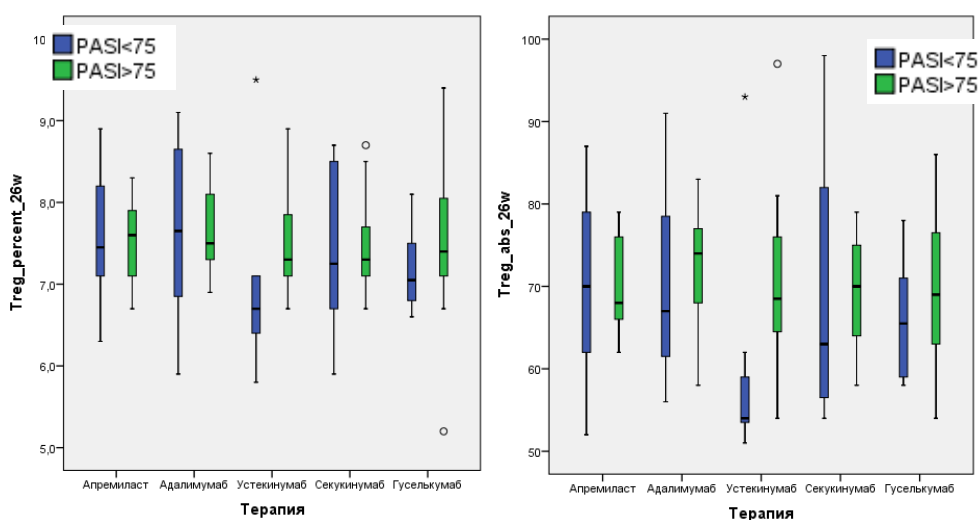 10
PASI<75
PASI>75
9,0
8,0
7,0
6,0
5,0
Treg_percent_26w
Апремиласт Адалимумаб Устекинумаб Секукинумаб Гуселькумаб
Терапия
100
PASI<75
PASI>75
90
80
70
60
50
Treg_abs_26w
Апремиласт Адалимумаб Устекинумаб Секукинумаб Гуселькумаб
Терапия